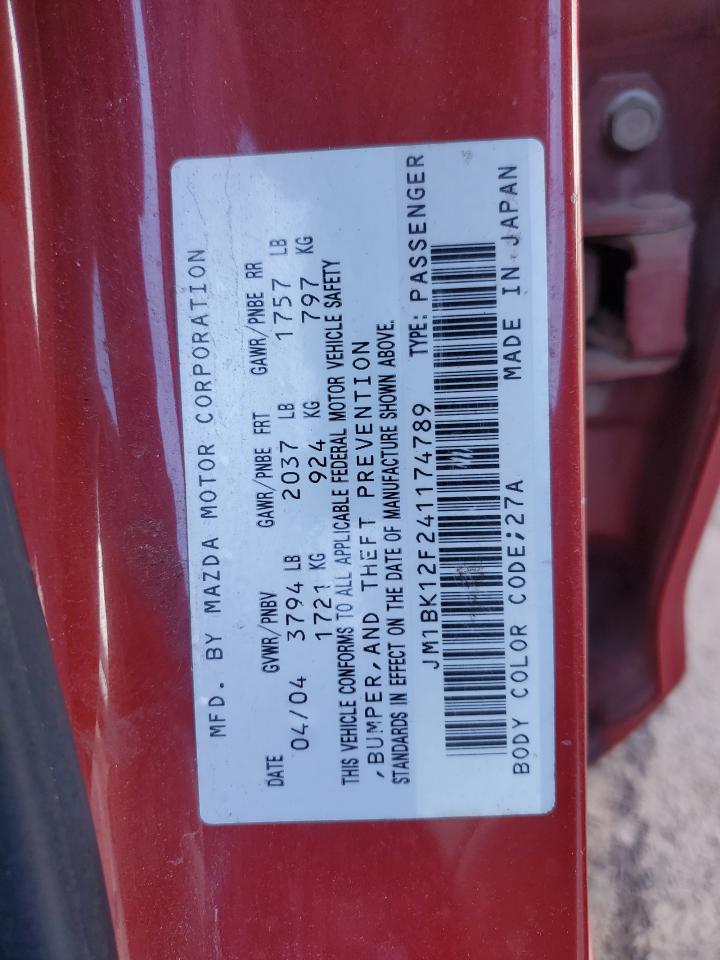 MFD. BY MAZDA MOTOR CORPORATION
DATE GVWR/PNBV GAWR/PNBE FRT GAWR/PNBE RR
04/04 3794 LB 2037 LB 1757 LB
1721 KG 924 KG 797 KG
THIS VEHICLE CONFORMS TO ALL APPLICABLE FEDERAL MOTOR VEHICLE SAFETY
,BUMPER,AND THEFT PREVENTION
STANDARDS IN EFFECT ON THE DATE OF MANUFACTURE SHOWN ABOVE.
JM1BK12F241174789 TYPE: PASSENGER
BODY COLOR CODE;27A MADE IN JAPAN